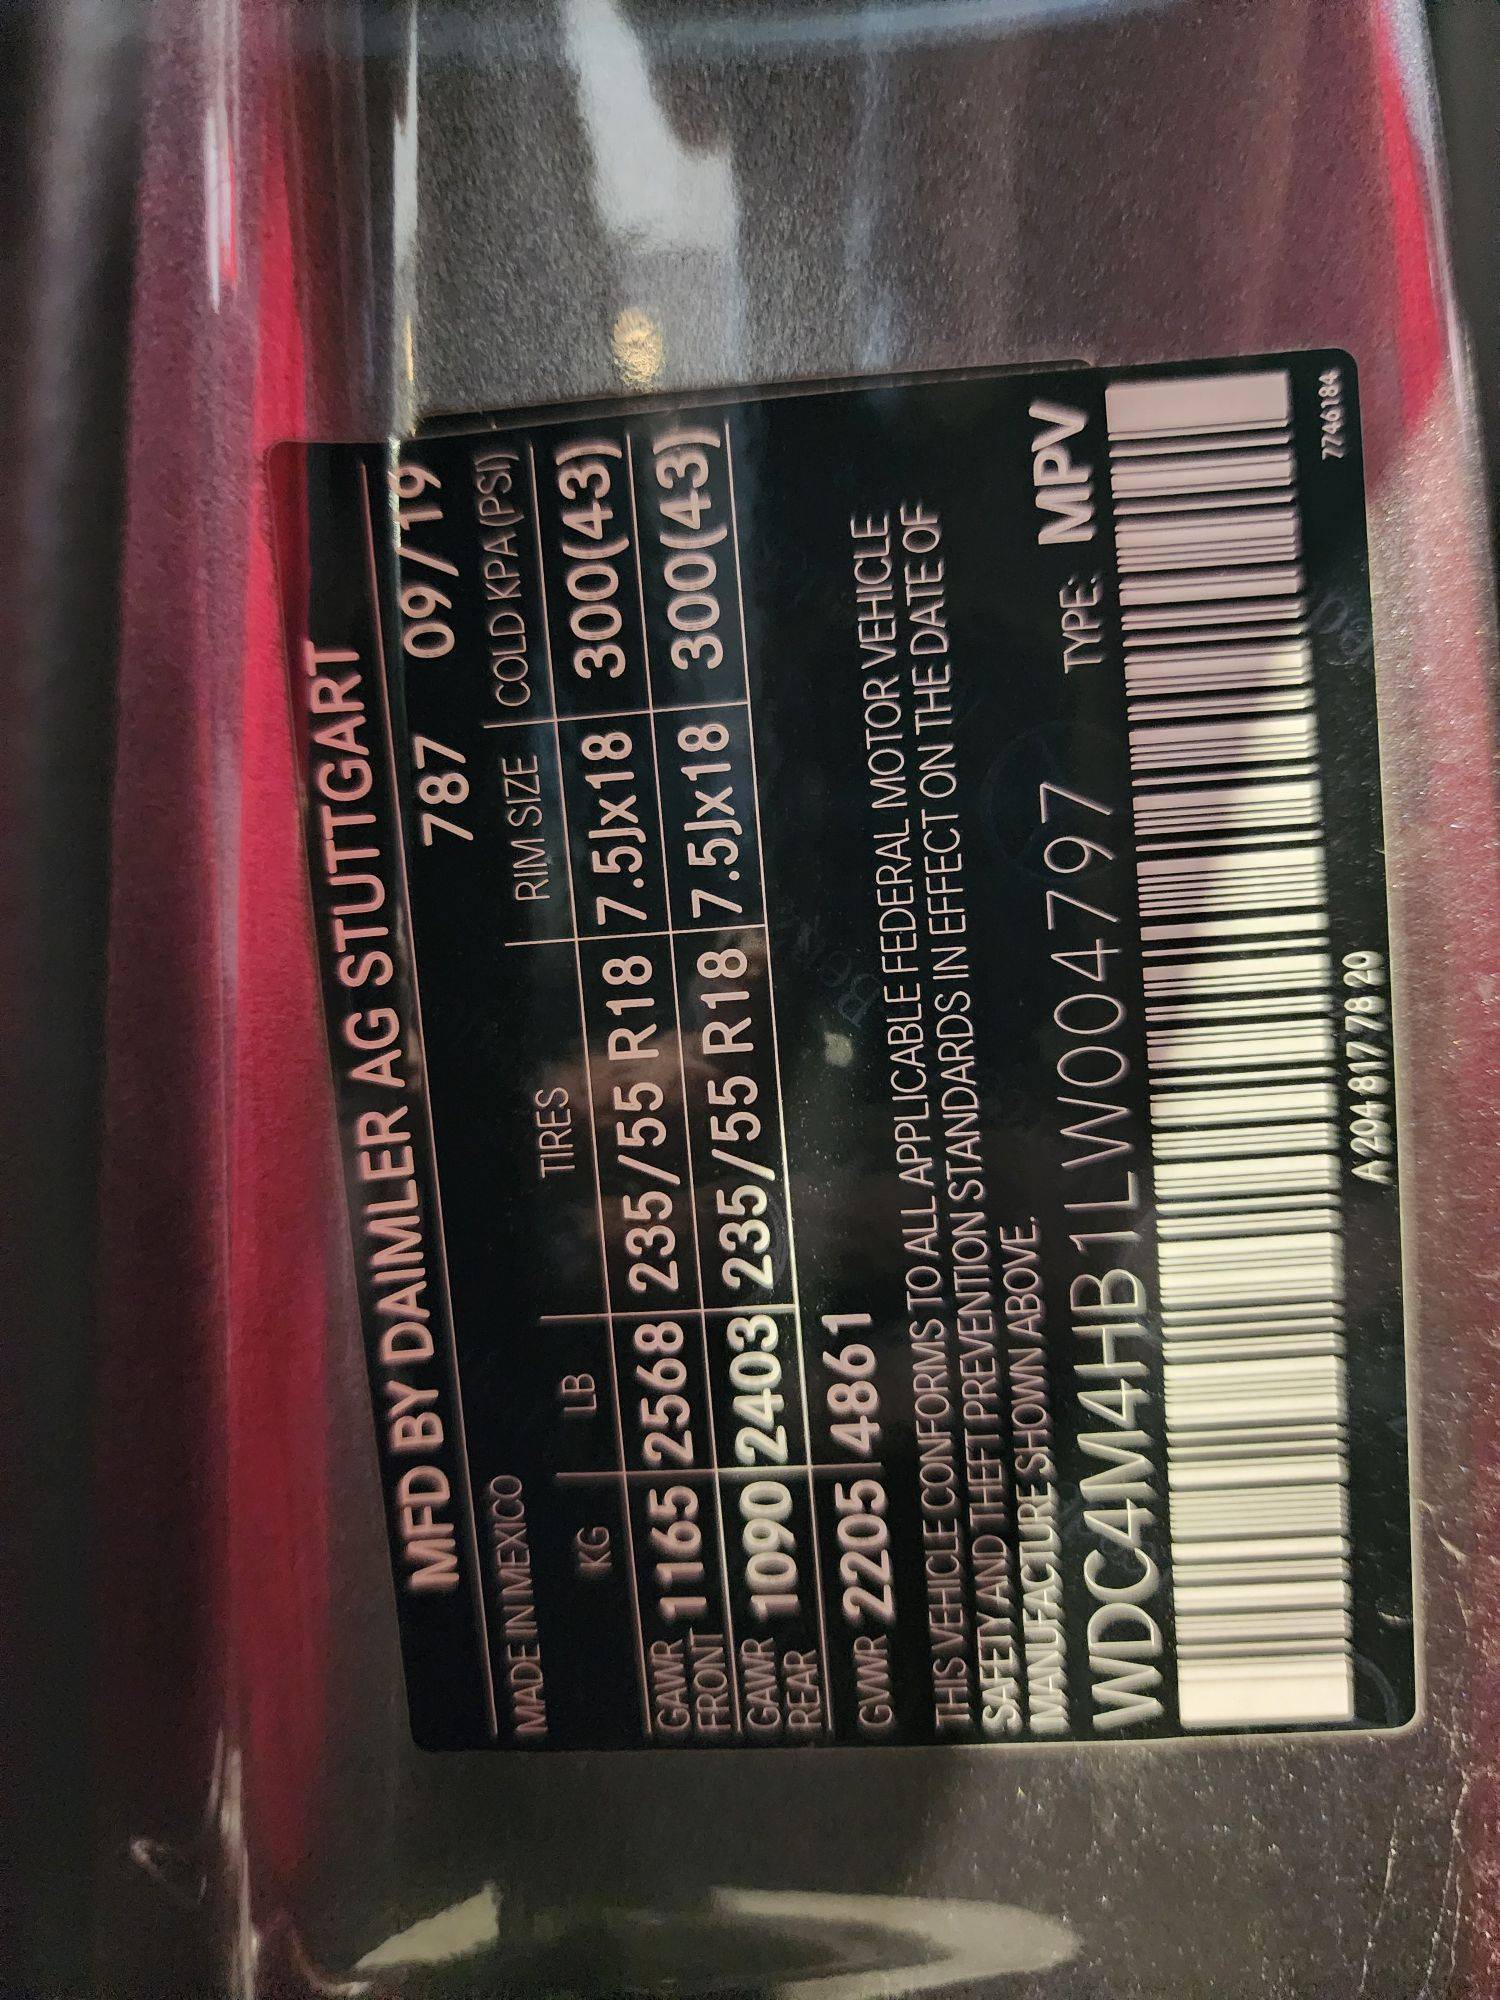 MFD BY DAIMLER AG STUTTGART
MADE IN MEXICO 787 09/19
KG LB TIRES RIM SIZE COLD KPA(PSI)
GAWR FRONT 1165 2568 235/55 R18 7.5Jx18 300(43)
GAWR REAR 1090 2403 235/55 R18 7.5Jx18 300(43)
GVWR 2205 4861
THIS VEHICLE CONFORMS TO ALL APPLICABLE FEDERAL MOTOR VEHICLE
SAFETY AND THEFT PREVENTION STANDARDS IN EFFECT ON THE DATE OF
MANUFACTURE SHOWN ABOVE.
WDC4M4HB1LW004797 TYPE: MPV
A 204 817 78 20 7746184